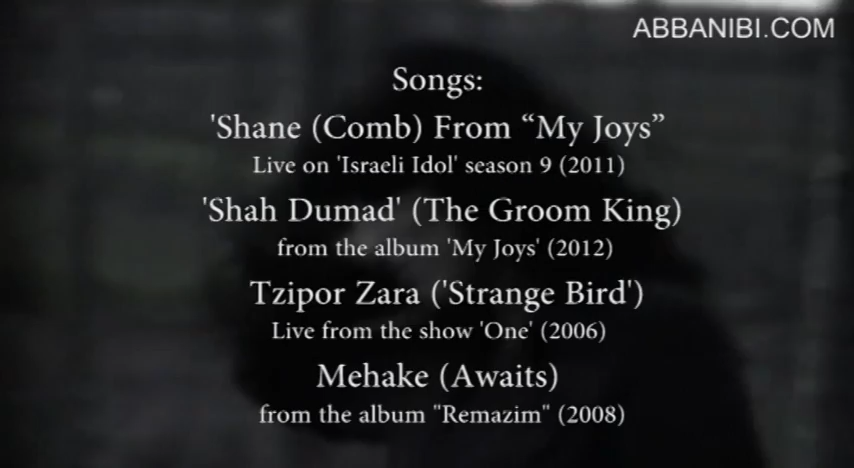 ABBANIBI.COM
Songs:
'Shane (Comb) From “My Joys”
Live on 'Israeli Idol' season 9 (2011)
'Shah Dumad' (The Groom King)
from the album 'My Joys' (2012)
Tzipor Zara ('Strange Bird')
Live from the show 'One' (2006)
Mehake (Awaits)
from the album "Remazim" (2008)